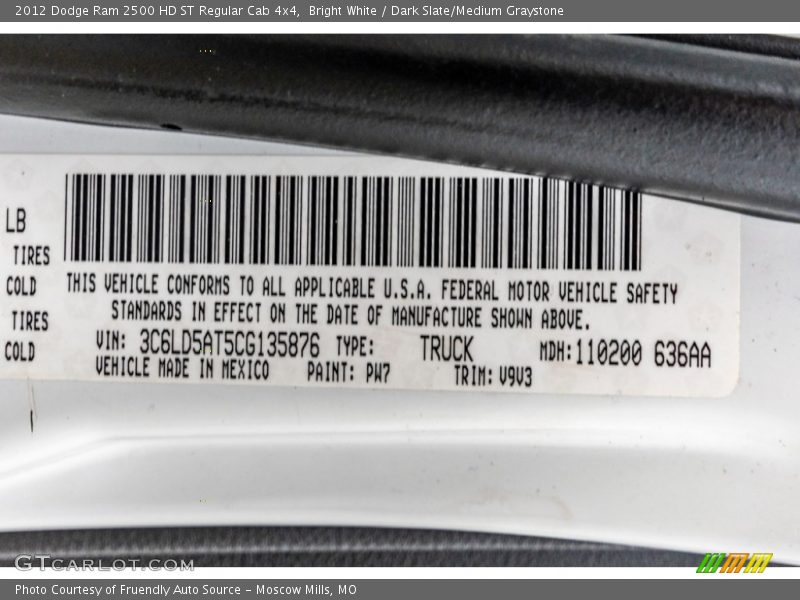 2012 Dodge Ram 2500 HD ST Regular Cab 4x4, Bright White / Dark Slate/Medium Graystone
LB
TIRES
COLD
TIRES
COLD
THIS VEHICLE CONFORMS TO ALL APPLICABLE U.S.A. FEDERAL MOTOR VEHICLE SAFETY
STANDARDS IN EFFECT ON THE DATE OF MANUFACTURE SHOWN ABOVE.
VIN: 3C6LD5AT5CG135876 TYPE: TRUCK MDH: 110200 636AA
VEHICLE MADE IN MEXICO PAINT: PW7 TRIM: V9V3
GTCARLOT.COM
Photo Courtesy of Fruendly Auto Source - Moscow Mills, MO